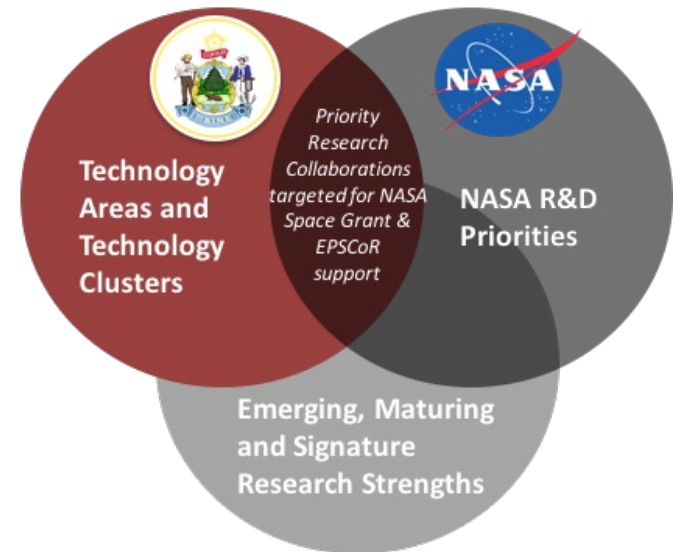 Technology
Areas and
Technology
Clusters
Priority
Research
Collaborations
targeted for NASA
Space Grant &
EPSCoR
support
NASA
NASA R&D
Priorities
Emerging, Maturing
and Signature
Research Strengths
MAINE